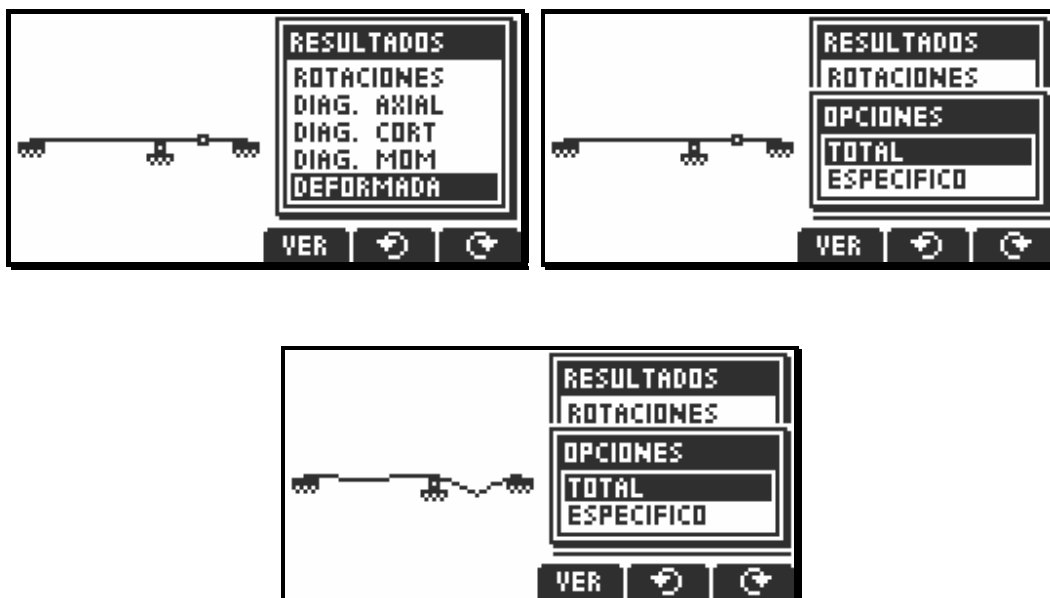 RESULTADOS
ROTACIONES
DIAG. AXIAL
DIAG. CORT
DIAG. MOM
DEFORMADA
VER
RESULTADOS
ROTACIONES
OPCIONES
TOTAL
ESPECIFICO
VER
RESULTADOS
ROTACIONES
OPCIONES
TOTAL
ESPECIFICO
VER